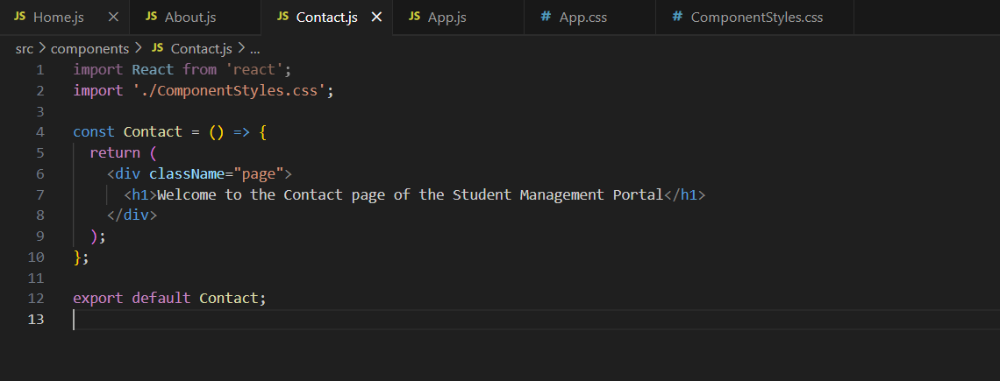 JS Home.js × JS About.js JS Contact.js × JS App.js # App.css # ComponentStyles.css
src > components > JS Contact.js > ...
1 import React from 'react';
2 import './ComponentStyles.css';
3
4 const Contact = () => {
5 return (
6 <div className="page">
7 <h1>Welcome to the Contact page of the Student Management Portal</h1>
8 </div>
9 );
10 };
11
12 export default Contact;
13